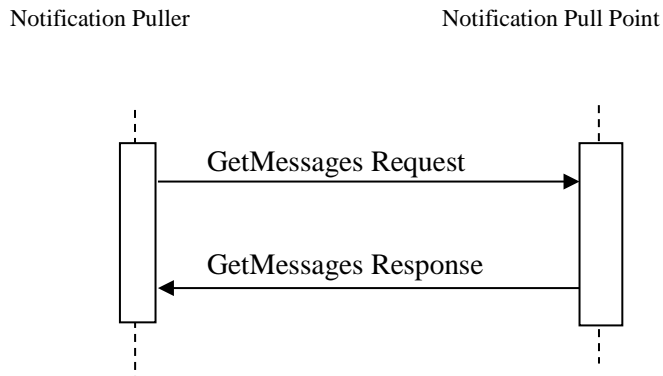 Notification Puller
Notification Pull Point
GetMessages Request
GetMessages Response